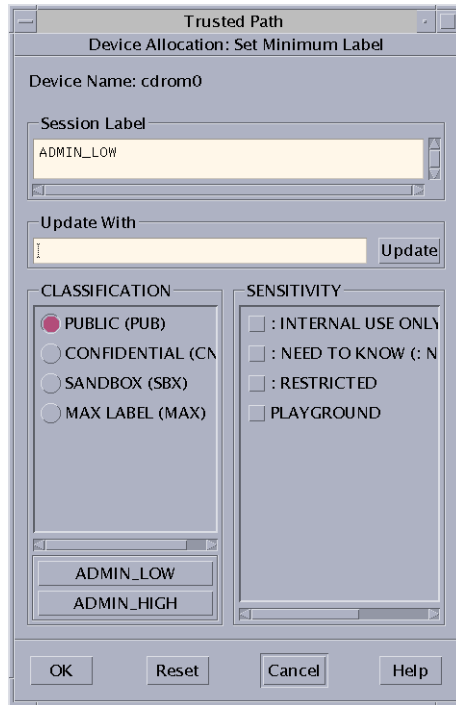 Trusted Path
Device Allocation: Set Minimum Label
Device Name: cdrom0
Session Label
ADMIN_LOW
Update With
Update
CLASSIFICATION
PUBLIC (PUB)
CONFIDENTIAL (CN
SANDBOX (SBX)
MAX LABEL (MAX)
ADMIN_LOW
ADMIN_HIGH
SENSITIVITY
: INTERNAL USE ONLY
: NEED TO KNOW (: N
: RESTRICTED
PLAYGROUND
OK Reset Cancel Help